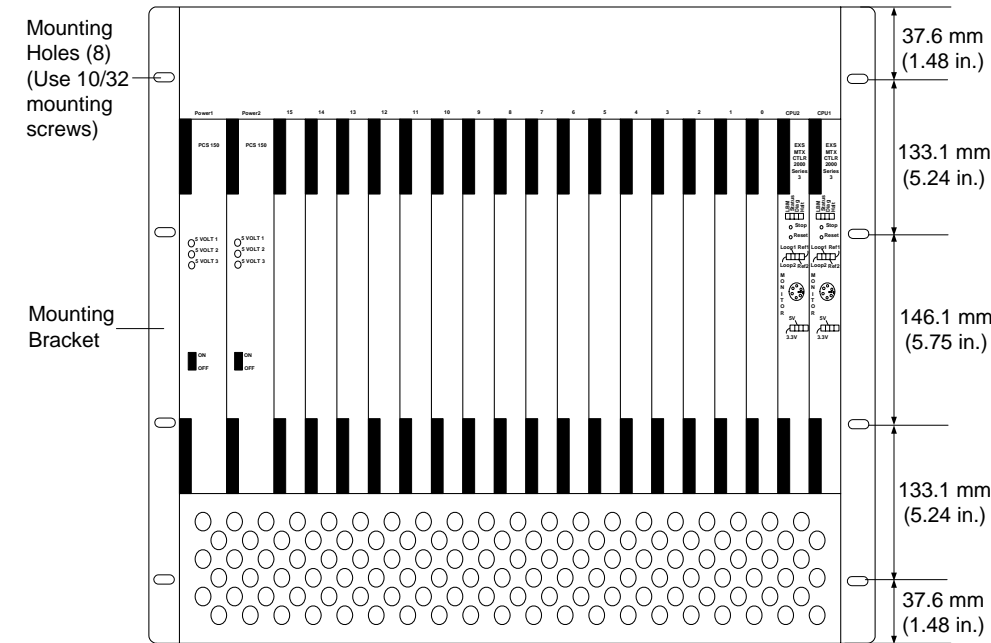 Mounting
Holes (8)
(Use 10/32
mounting
screws)
37.6 mm
(1.48 in.)
Power1 Power2 15 14 13 12 11 10 9 8 7 6 5 4 3 2 1 0 CPU2 CPU1
PCS 150
PCS 150
EXS
MTX
CTLR
2000
Series
3
EXS
MTX
CTLR
2000
Series
3
133.1 mm
(5.24 in.)
LBM
Status
Diag
Stop
Reset
LBM
Status
Diag
Stop
Reset
5 VOLT 1
5 VOLT 2
5 VOLT 3
5 VOLT 1
5 VOLT 2
5 VOLT 3
Loop1 Ref1
Loop2 Ref2
MONITOR
5V
3.3V
Loop1 Ref1
Loop2 Ref2
MONITOR
5V
3.3V
Mounting
Bracket
146.1 mm
(5.75 in.)
ON
OFF
ON
OFF
133.1 mm
(5.24 in.)
37.6 mm
(1.48 in.)